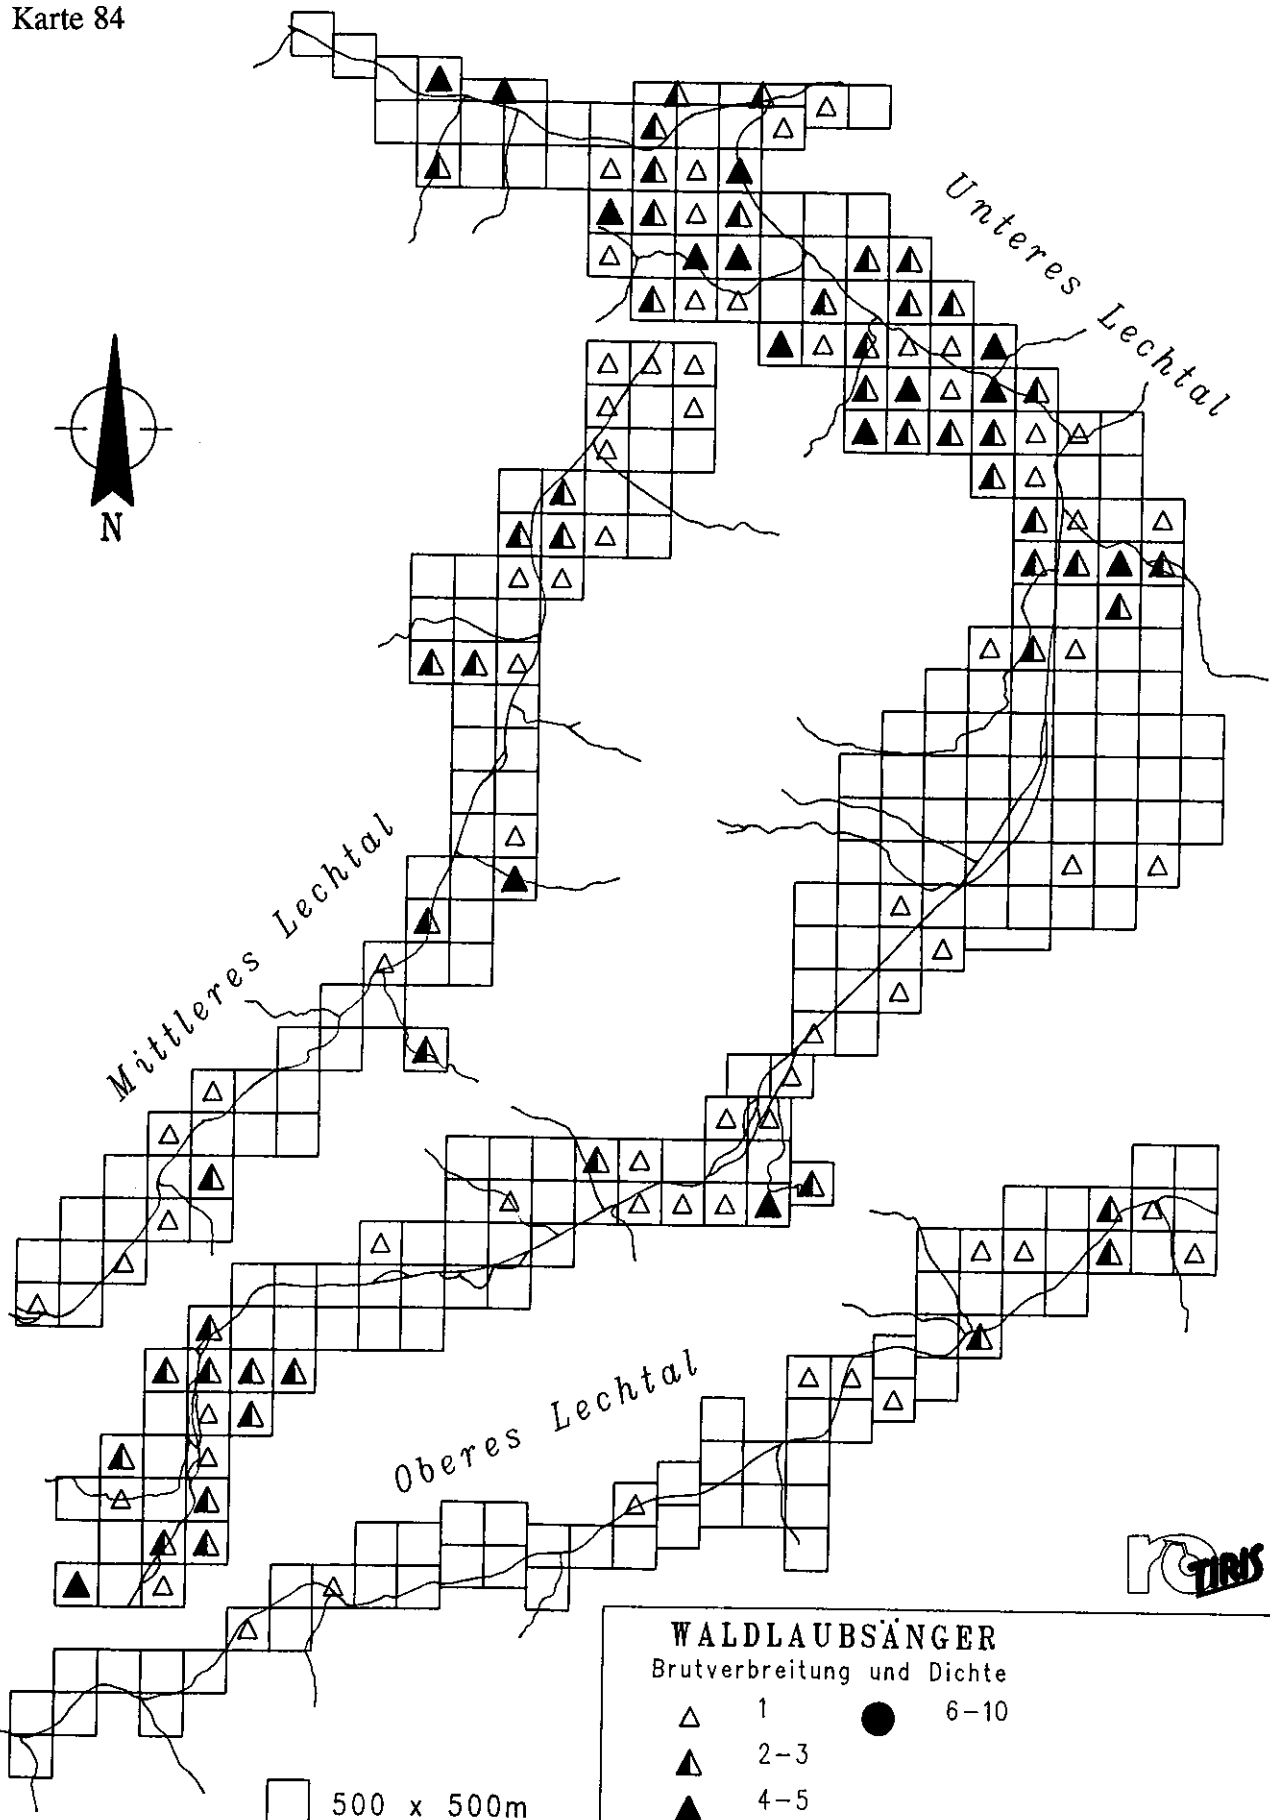 Karte 84
Unteres Lechtal
N
Mittleres Lechtal
Oberes Lechtal
TIRIS
WALDLAUBSÄNGER
Brutverbreitung und Dichte
1 6-10
2-3
4-5
500 x 500m